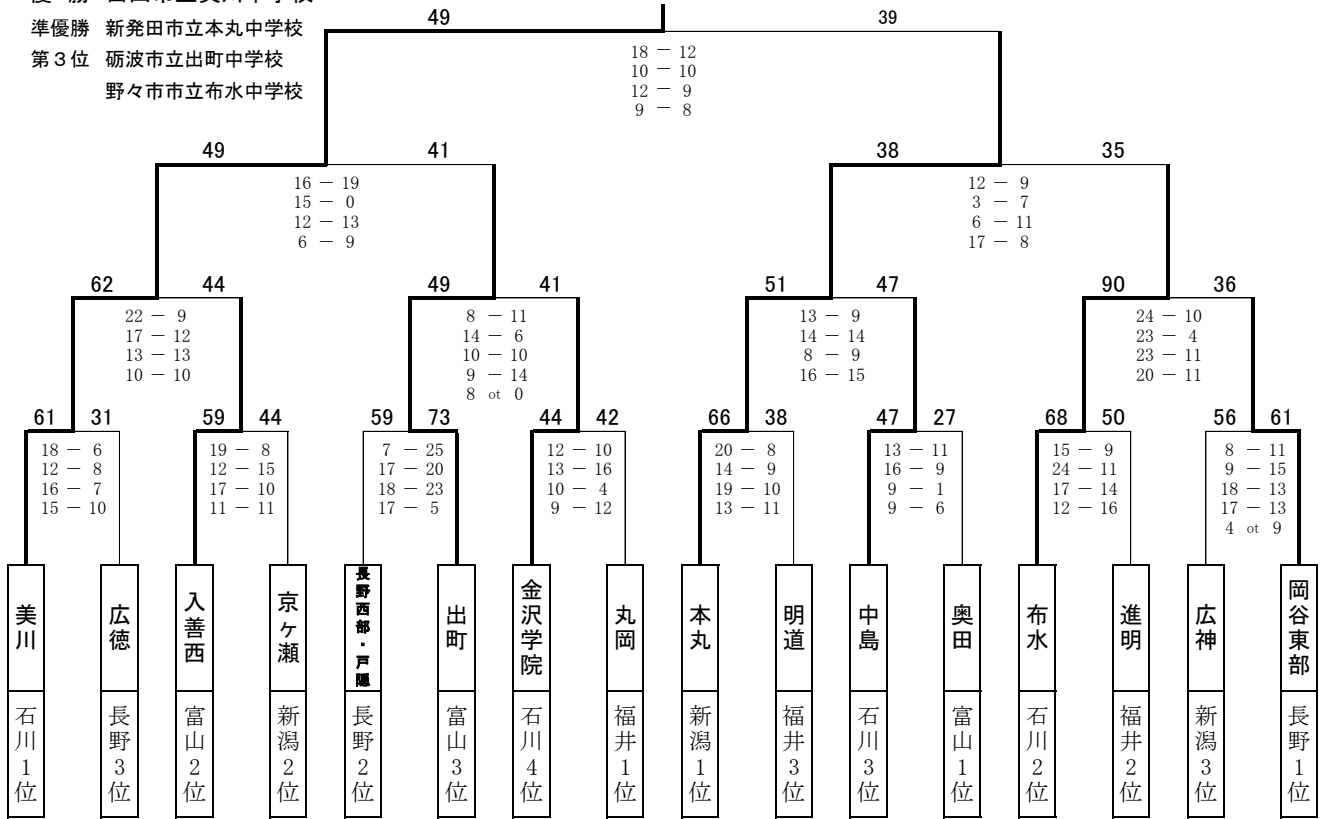 準優勝 新発田市立本丸中学校
第3位 砺波市立出町中学校
野々市市立布水中学校
49 39
18 － 12
10 － 10
12 － 9
9 － 8
49 41
16 － 19
15 － 0
12 － 13
6 － 9
38 35
12 － 9
3 － 7
6 － 11
17 － 8
62 44
22 － 9
17 － 12
13 － 13
10 － 10
49 41
8 － 11
14 － 6
10 － 10
9 － 14
8 ot 0
51 47
13 － 9
14 － 14
8 － 9
16 － 15
90 36
24 － 10
23 － 4
23 － 11
20 － 11
61 31
18 － 6
12 － 8
16 － 7
15 － 10
59 44
19 － 8
12 － 15
17 － 10
11 － 11
59 73
7 － 25
17 － 20
18 － 23
17 － 5
44 42
12 － 10
13 － 16
10 － 4
9 － 12
66 38
20 － 8
14 － 9
19 － 10
13 － 11
47 27
13 － 11
16 － 9
9 － 1
9 － 6
68 50
15 － 9
24 － 11
17 － 14
12 － 16
56 61
8 － 11
9 － 15
18 － 13
17 － 13
4 ot 9
美川
石川1位
広徳
長野3位
入善西
富山2位
京ヶ瀬
新潟2位
長野西部・戸隠
長野2位
出町
富山3位
金沢学院
石川4位
丸岡
福井1位
本丸
新潟1位
明道
福井3位
中島
石川3位
奥田
富山1位
布水
石川2位
進明
福井2位
広神
新潟3位
岡谷東部
長野1位